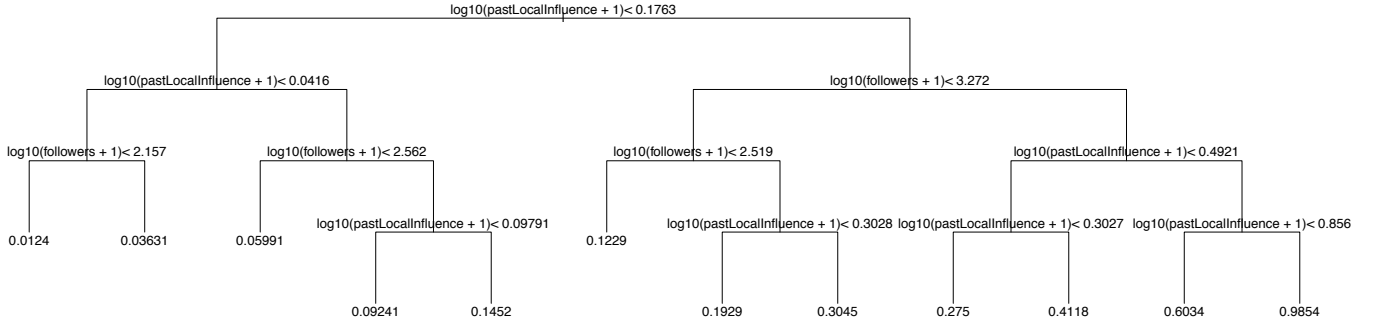 log10(pastLocalInfluence + 1)< 0.1763
log10(pastLocalInfluence + 1)< 0.0416
log10(followers + 1)< 3.272
log10(followers + 1)< 2.157
log10(followers + 1)< 2.562
log10(followers + 1)< 2.519
log10(pastLocalInfluence + 1)< 0.4921
log10(pastLocalInfluence + 1)< 0.09791
log10(pastLocalInfluence + 1)< 0.3028
log10(pastLocalInfluence + 1)< 0.3027
log10(pastLocalInfluence + 1)< 0.856
0.0124
0.03631
0.05991
0.1229
0.09241
0.1452
0.1929
0.3045
0.275
0.4118
0.6034
0.9854